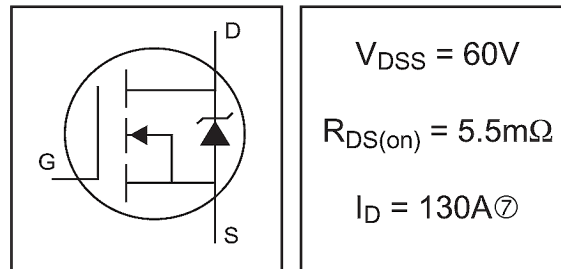 D
G
S
V_DSS = 60V
R_DS(on) = 5.5mΩ
I_D = 130A⑦